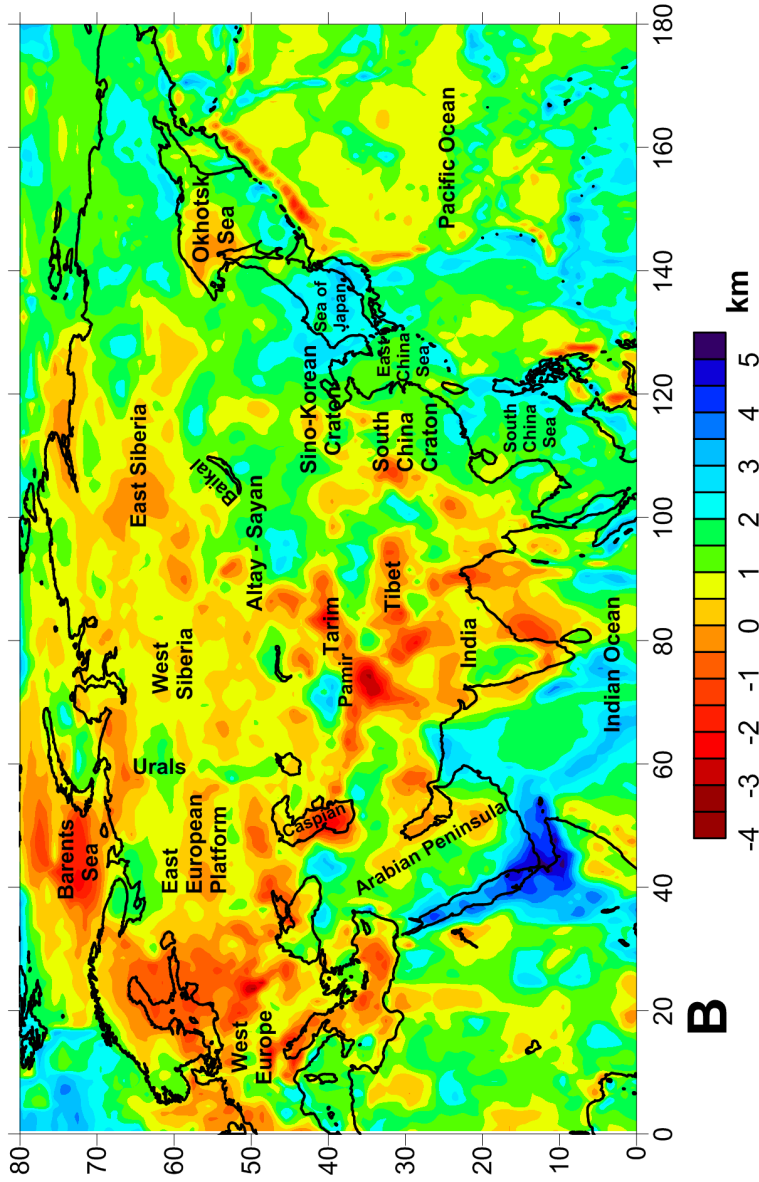 180
160
140
120
100
80
60
40
20
0
80
70
60
50
40
30
20
10
0
Okhotsk
Sea
Pacific Ocean
Sea of
Japan
East
China
Sea
Sino-Korean
Craton
South
China
Craton
South
China
Sea
East Siberia
Baikal
Altay - Sayan
West
Siberia
Tarim
Pamir
Tibet
India
Indian Ocean
Urals
Barents
Sea
East
European
Platform
Caspian
Arabian Peninsula
West
Europe
B
km
-4
-3
-2
-1
0
1
2
3
4
5